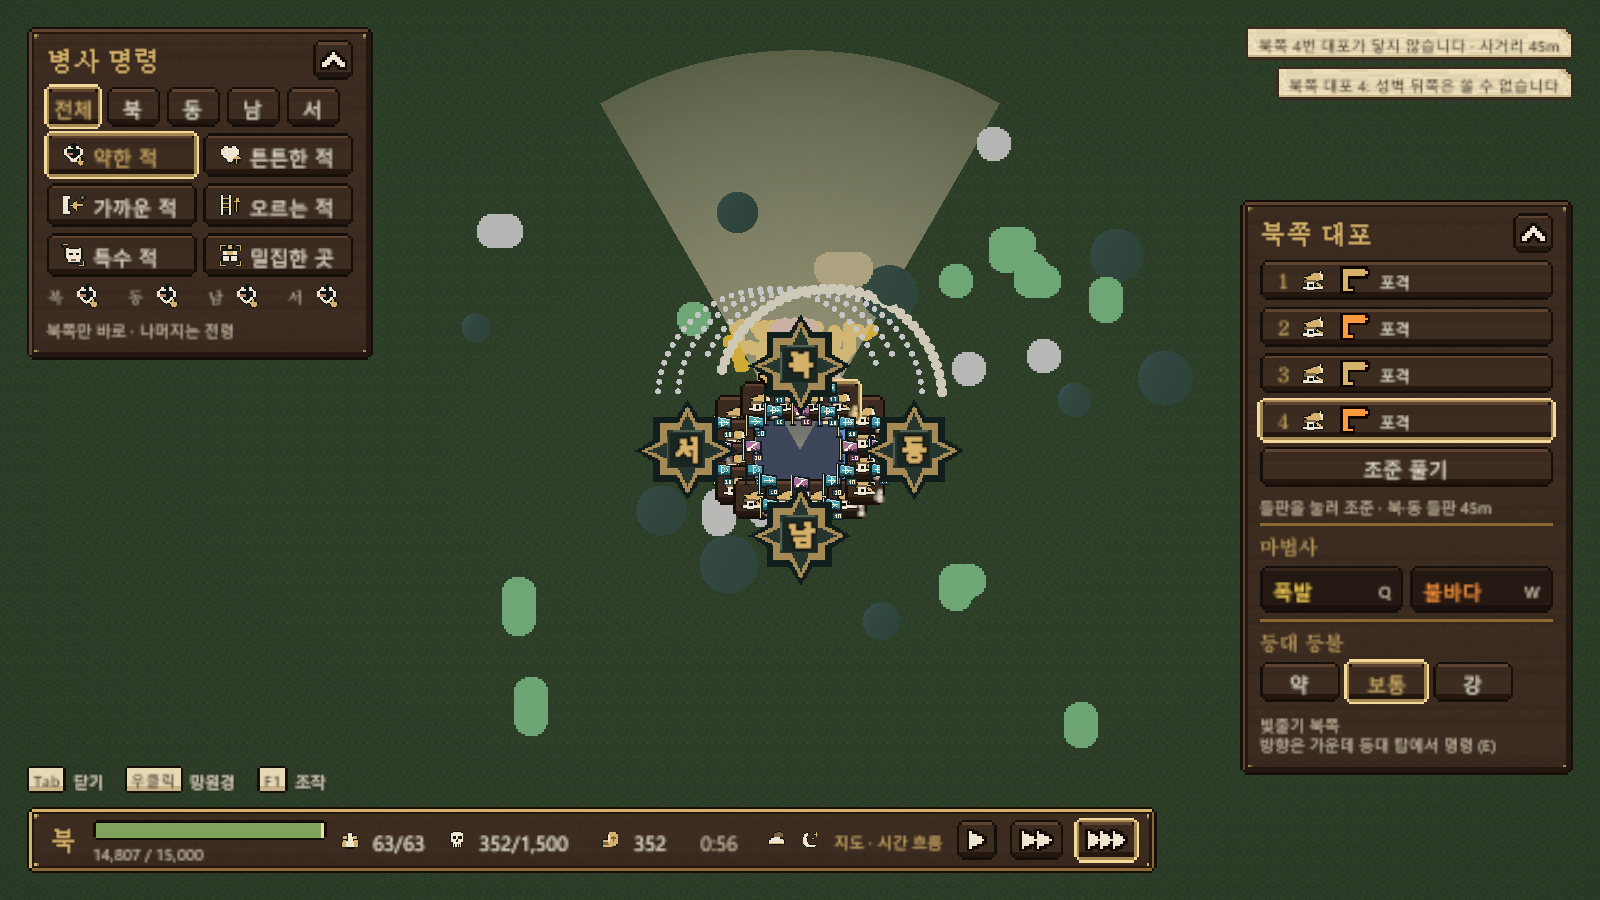 병사 명령
전체 북 동 남 서
약한 적 튼튼한 적
가까운 적 오르는 적
특수 적 밀집한 곳
북 동 남 서
북쪽만 바로 · 나머지는 전령
북쪽 4번 대포가 닿지 않습니다 · 사거리 45m
북쪽 대포 4: 성벽 뒤쪽은 쓸 수 없습니다
북
서
동
남
북쪽 대포
1 포격
2 포격
3 포격
4 포격
조준 풀기
들판을 눌러 조준 · 북·동 들판 45m
마법사
폭발 Q 불바다 W
등대 등불
약 보통 강
빛줄기 북쪽
방향은 가운데 등대 탑에서 명령 (E)
Tab 닫기 우클릭 망원경 F1 조작
북 14,807 / 15,000 63/63 352/1,500 352 0:56 지도 · 시간 흐름